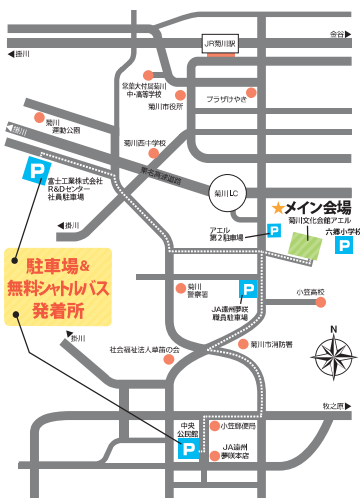 JR菊川駅
金谷▶
◀掛川
常葉大付属菊川
中・高等学校
菊川市役所
プラザけやき
菊川
運動公園
◀掛川
菊川西中学校
東名高速道路
P
富士工業株式会社
R&Dセンター
社員駐車場
菊川I.C
★メイン会場
菊川文化会館アエル
◀掛川
アエル
第2駐車場
P
六郷小学校
P
駐車場&
無料シャトルバス
発着所
菊川
警察署
P
JA遠州夢咲
職員駐車場
小笠高校
◀掛川
社会福祉法人草苗の会
菊川市消防署
N
牧之原▶
中央
公民館
P
小笠郵便局
JA遠州
夢咲本店